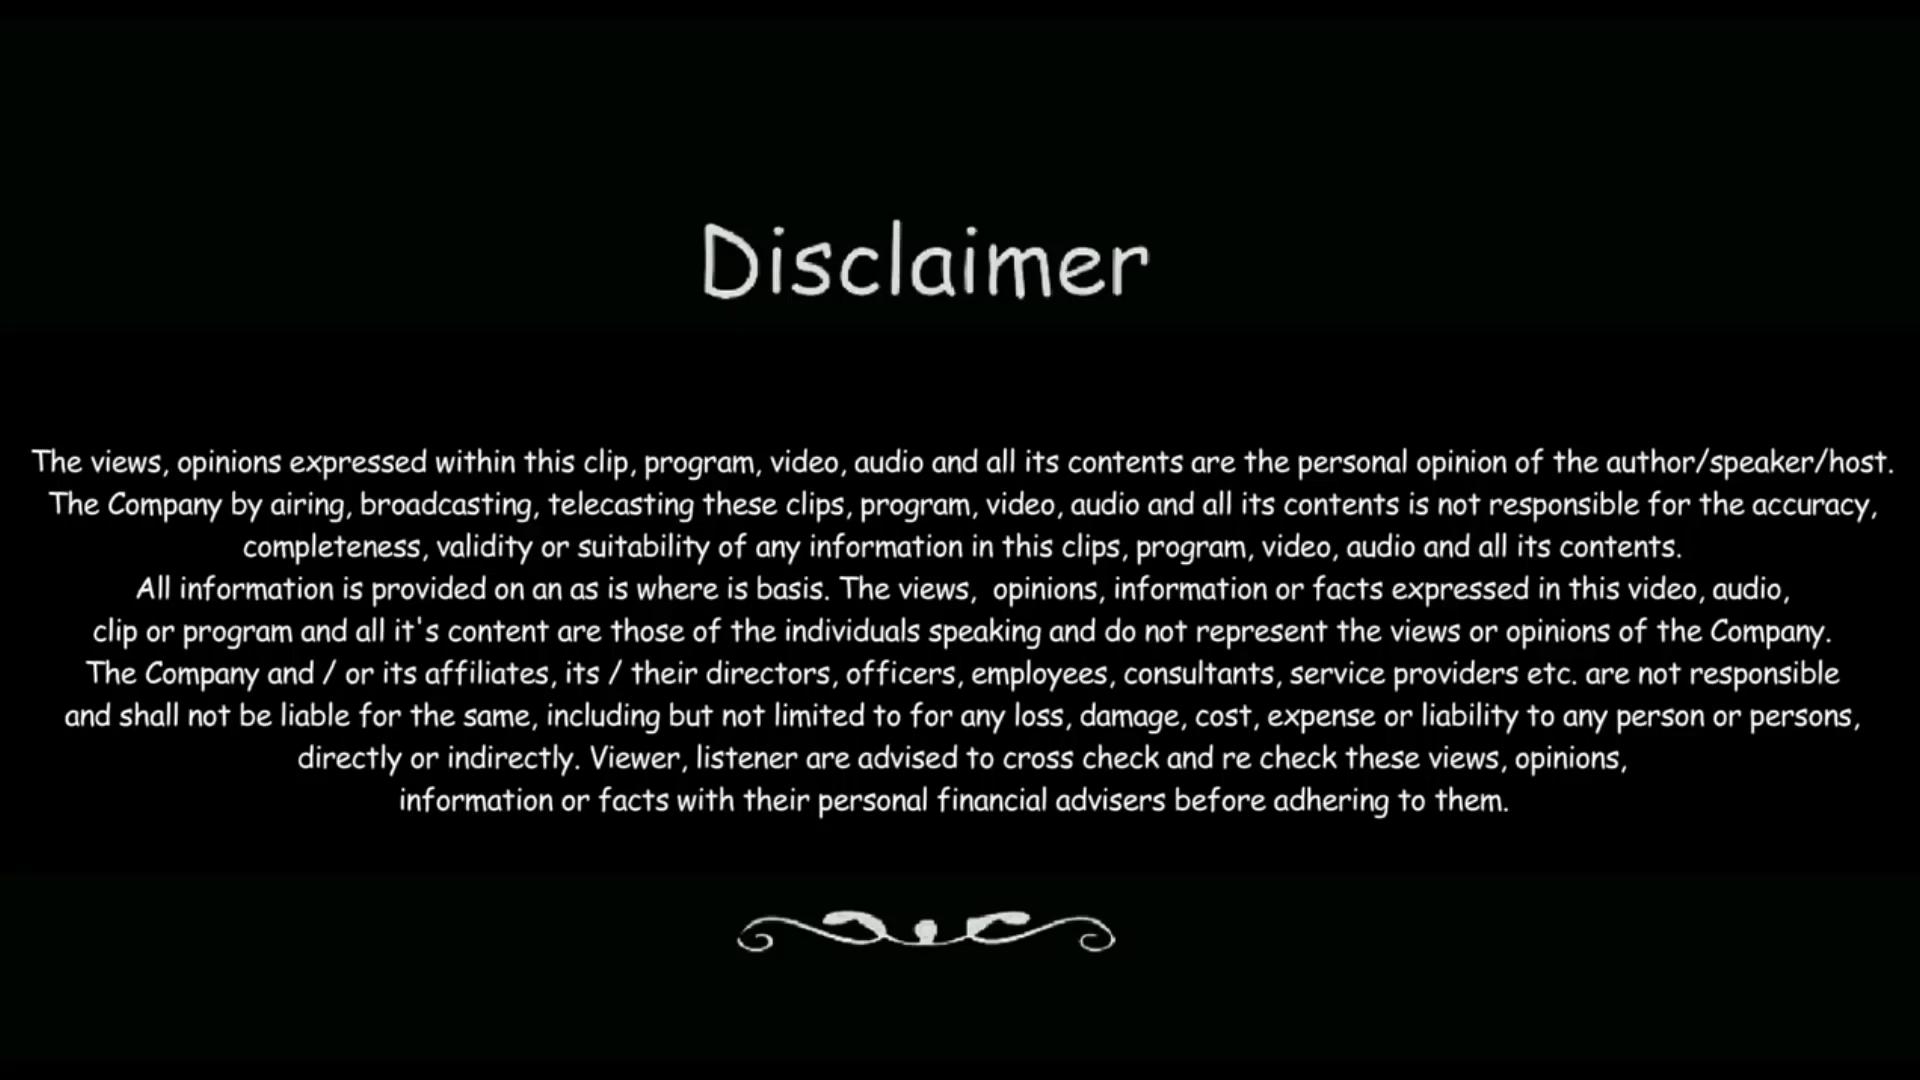 Disclaimer
The views, opinions expressed within this clip, program, video, audio and all its contents are the personal opinion of the author/speaker/host.
The Company by airing, broadcasting, telecasting these clips, program, video, audio and all its contents is not responsible for the accuracy,
completeness, validity or suitability of any information in this clips, program, video, audio and all its contents.
All information is provided on an as is where is basis. The views,  opinions, information or facts expressed in this video, audio,
clip or program and all it's content are those of the individuals speaking and do not represent the views or opinions of the Company.
The Company and / or its affiliates, its / their directors, officers, employees, consultants, service providers etc. are not responsible
and shall not be liable for the same, including but not limited to for any loss, damage, cost, expense or liability to any person or persons,
directly or indirectly. Viewer, listener are advised to cross check and re check these views, opinions,
information or facts with their personal financial advisers before adhering to them.